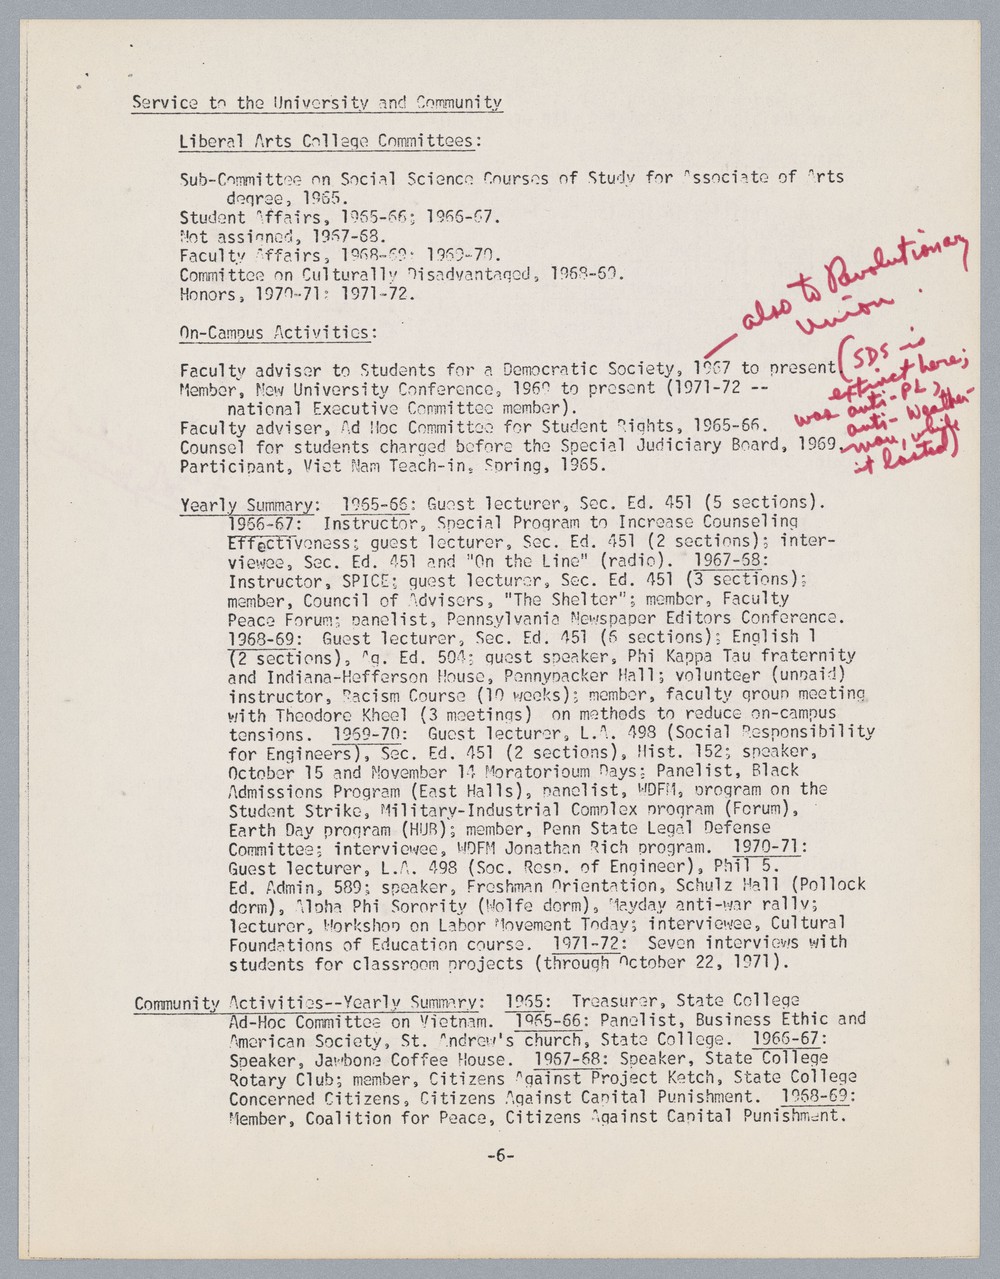 Service to the University and Community
Liberal Arts College Committees:
Sub-Committee on Social Science Courses of Study for Associate of Arts
degree, 1965.
Student Affairs, 1965-66; 1966-67.
Not assigned, 1967-68.
Faculty Affairs, 1968-69; 1969-70.
Committee on Culturally Disadvantaged, 1968-69.
Honors, 1970-71; 1971-72.
also to Revolutionary
Union.
On-Campus Activities:
Faculty adviser to Students for a Democratic Society, 1967 to present.
Member, New University Conference, 1969 to present (1971-72 --
national Executive Committee member).
Faculty adviser, Ad Hoc Committee for Student Rights, 1965-66.
Counsel for students charged before the Special Judiciary Board, 1969.
Participant, Viet Nam Teach-in, Spring, 1965.
(SDS is
extinct here;
was anti-PL,
anti-Weather-
man, while
it lasted)
Yearly Summary: 1965-66: Guest lecturer, Sec. Ed. 451 (5 sections).
1966-67: Instructor, Special Program to Increase Counseling
Effectiveness; guest lecturer, Sec. Ed. 451 (2 sections); inter-
viewee, Sec. Ed. 451 and "On the Line" (radio). 1967-68:
Instructor, SPICE; guest lecturer, Sec. Ed. 451 (3 sections);
member, Council of Advisers, "The Shelter"; member, Faculty
Peace Forum; panelist, Pennsylvania Newspaper Editors Conference.
1968-69: Guest lecturer, Sec. Ed. 451 (6 sections); English 1
(2 sections), Ag. Ed. 504; guest speaker, Phi Kappa Tau fraternity
and Indiana-Hefferson House, Pennypacker Hall; volunteer (unpaid)
instructor, Racism Course (10 weeks); member, faculty group meeting
with Theodore Kheel (3 meetings) on methods to reduce on-campus
tensions. 1969-70: Guest lecturer, L.A. 498 (Social Responsibility
for Engineers), Sec. Ed. 451 (2 sections), Hist. 152; speaker,
October 15 and November 14 Moratorioum Days; Panelist, Black
Admissions Program (East Halls), panelist, WDFM, program on the
Student Strike, Military-Industrial Complex program (Forum),
Earth Day program (HUB); member, Penn State Legal Defense
Committee; interviewee, WDFM Jonathan Rich program. 1970-71:
Guest lecturer, L.A. 498 (Soc. Resp. of Engineer), Phil 5.
Ed. Admin, 589; speaker, Freshman Orientation, Schulz Hall (Pollock
dorm), Alpha Phi Sorority (Wolfe dorm), Mayday anti-war rally;
lecturer, Workshop on Labor Movement Today; interviewee, Cultural
Foundations of Education course. 1971-72: Seven interviews with
students for classroom projects (through October 22, 1971).
Community Activities--Yearly Summary: 1965: Treasurer, State College
Ad-Hoc Committee on Vietnam. 1965-66: Panelist, Business Ethic and
American Society, St. Andrew's church, State College. 1966-67:
Speaker, Jawbone Coffee House. 1967-68: Speaker, State College
Rotary Club; member, Citizens Against Project Ketch, State College
Concerned Citizens, Citizens Against Capital Punishment. 1968-69:
Member, Coalition for Peace, Citizens Against Capital Punishment.
-6-